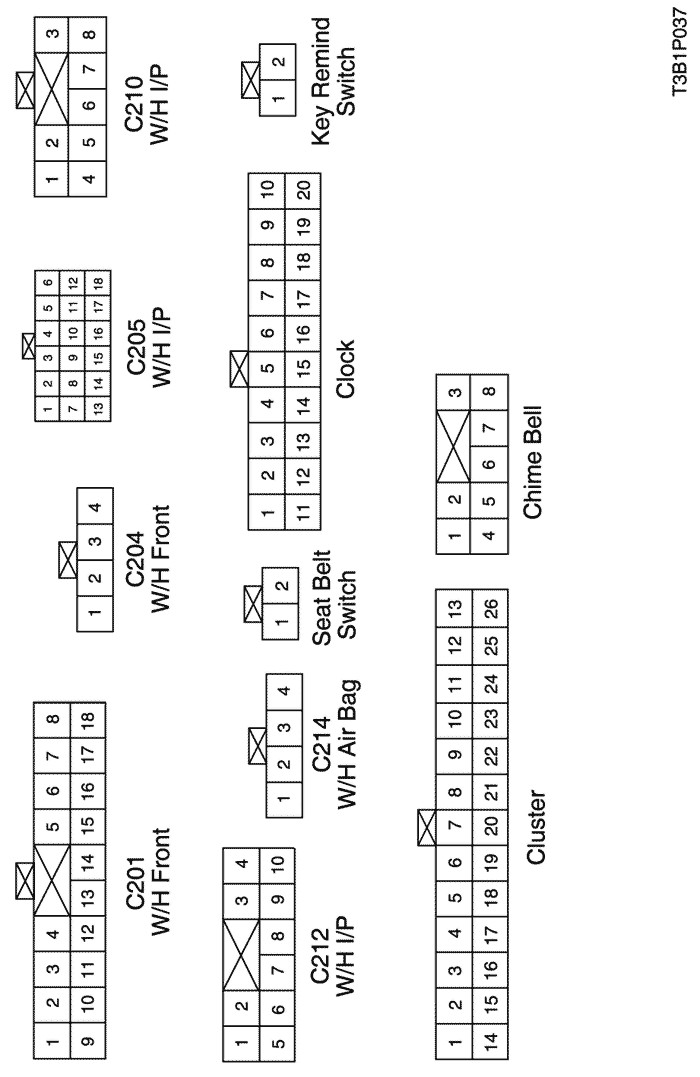 1 2 3 4 5 6 7 8
9 10 11 12 13 14 15 16 17 18
C201
W/H Front
1 2 3 4
C204
W/H Front
1 2 3 4 5 6
7 8 9 10 11 12
13 14 15 16 17 18
C205
W/H I/P
1 2 3
4 5 6 7 8
C210
W/H I/P
1 2 3 4
5 6 7 8 9 10
C212
W/H I/P
1 2 3 4
C214
W/H Air Bag
1 2
Seat Belt
Switch
1 2 3 4 5 6 7 8 9 10
11 12 13 14 15 16 17 18 19 20
Clock
1 2
Key Remind
Switch
1 2 3 4 5 6 7 8 9 10 11 12 13
14 15 16 17 18 19 20 21 22 23 24 25 26
Cluster
1 2 3
4 5 6 7 8
Chime Bell
T3B1P037